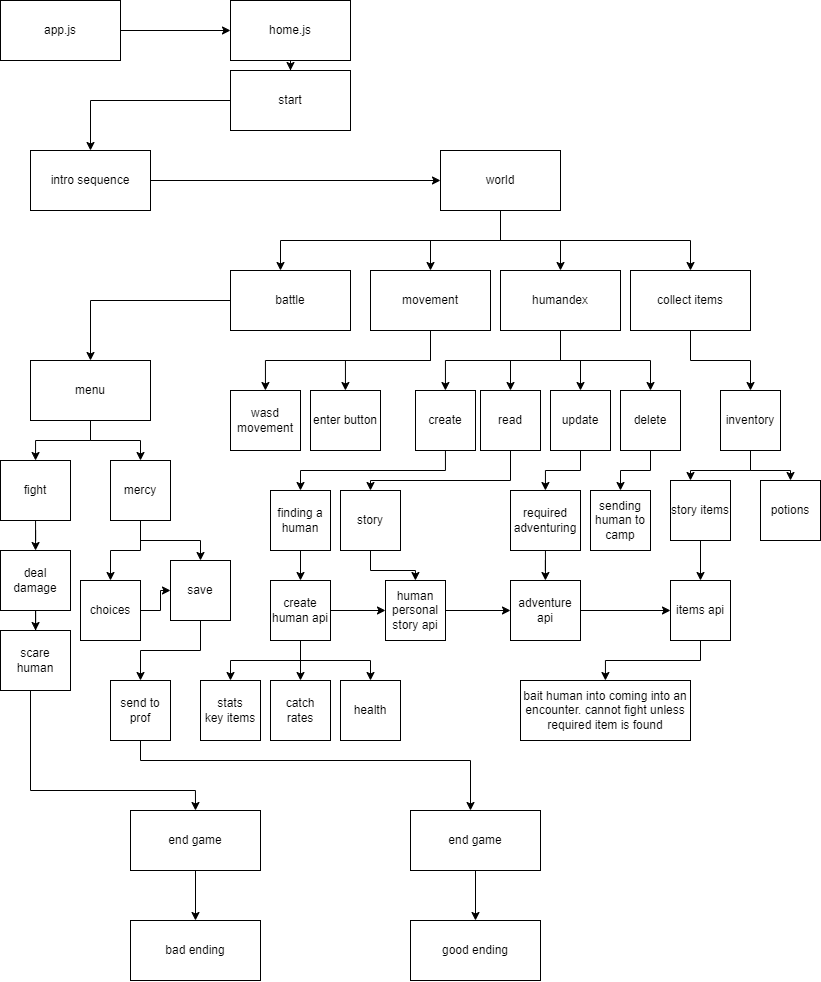 app.js
home.js
start
intro sequence
world
battle
movement
humandex
collect items
menu
wasd
movement
enter button
create
read
update
delete
inventory
fight
mercy
finding a
human
story
required
adventuring
sending
human to
camp
story items
potions
deal
damage
choices
save
create
human api
human
personal
story api
adventure
api
items api
scare
human
send to
prof
stats
key items
catch
rates
health
bait human into coming into an
encounter. cannot fight unless
required item is found
end game
end game
bad ending
good ending